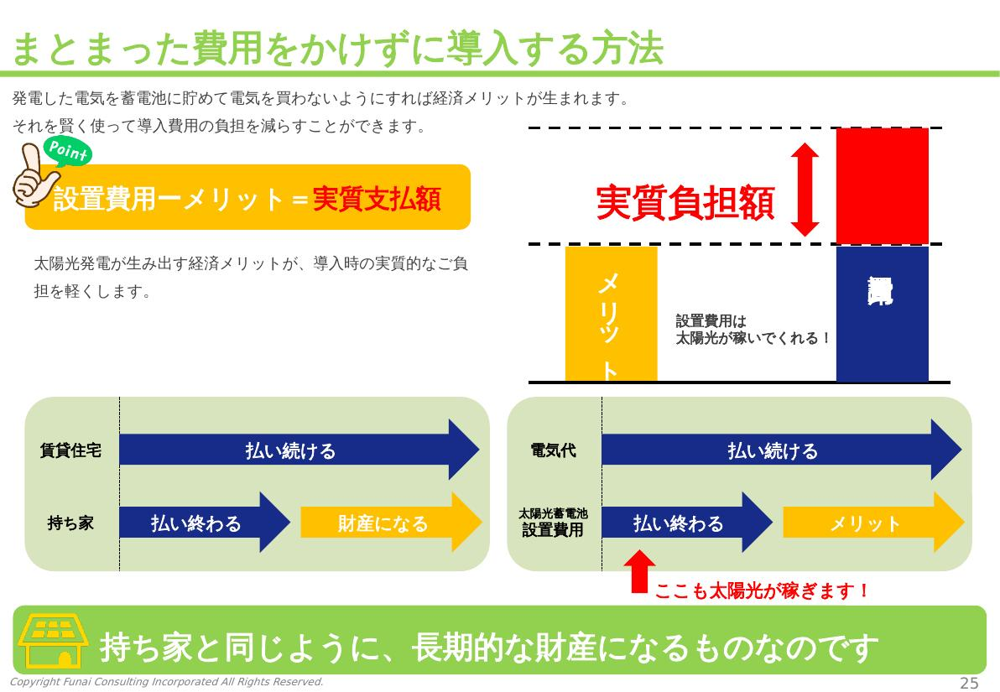 まとまった費用をかけずに導入する方法
発電した電気を蓄電池に貯めて電気を買わないようにすれば経済メリットが生まれます。
それを賢く使って導入費用の負担を減らすことができます。
Point
設置費用ーメリット＝実質支払額
太陽光発電が生み出す経済メリットが、導入時の実質的なご負
担を軽くします。
実質負担額
メリット
設置費用は
太陽光が稼いでくれる！
賃貸住宅
払い続ける
持ち家
払い終わる
財産になる
電気代
払い続ける
太陽光蓄電池
設置費用
払い終わる
メリット
ここも太陽光が稼ぎます！
持ち家と同じように、長期的な財産になるものなのです
Copyright Funai Consulting Incorporated All Rights Reserved.
25